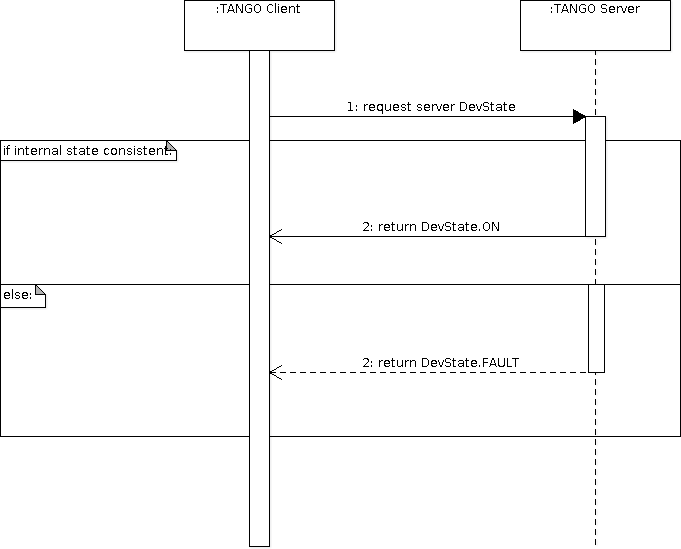 :TANGO Client
:TANGO Server
1: request server DevState
if internal state consistent:
2: return DevState.ON
else:
2: return DevState.FAULT